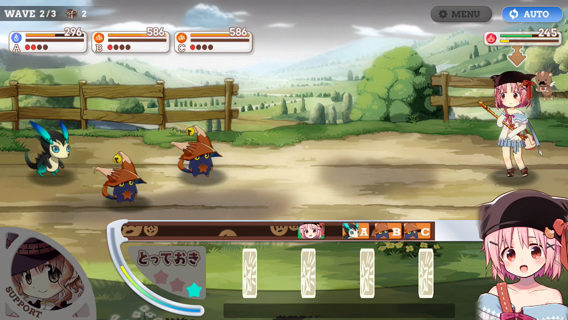 WAVE 2/3 2
MENU
AUTO
296
586
586
245
A
B
C
A B C
とっておき
SUPPORT